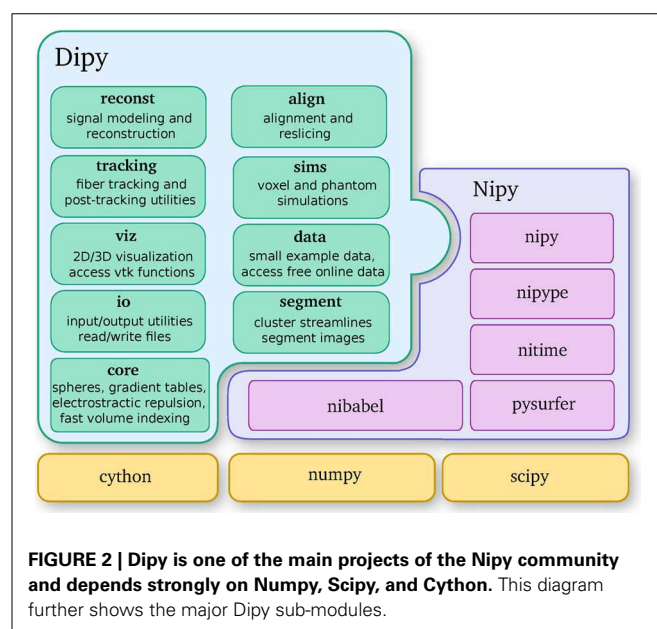 Dipy
reconst
signal modeling and
reconstruction
tracking
fiber tracking and
post-tracking utilities
viz
2D/3D visualization
access vtk functions
io
input/output utilities
read/write files
core
spheres, gradient tables,
electrostractic repulsion,
fast volume indexing
align
alignment and
reslicing
sims
voxel and phantom
simulations
data
small example data,
access free online data
segment
cluster streamlines
segment images
Nipy
nipy
nipype
nitime
nibabel
pysurfer
cython
numpy
scipy
FIGURE 2 | Dipy is one of the main projects of the Nipy community
and depends strongly on Numpy, Scipy, and Cython. This diagram
further shows the major Dipy sub-modules.